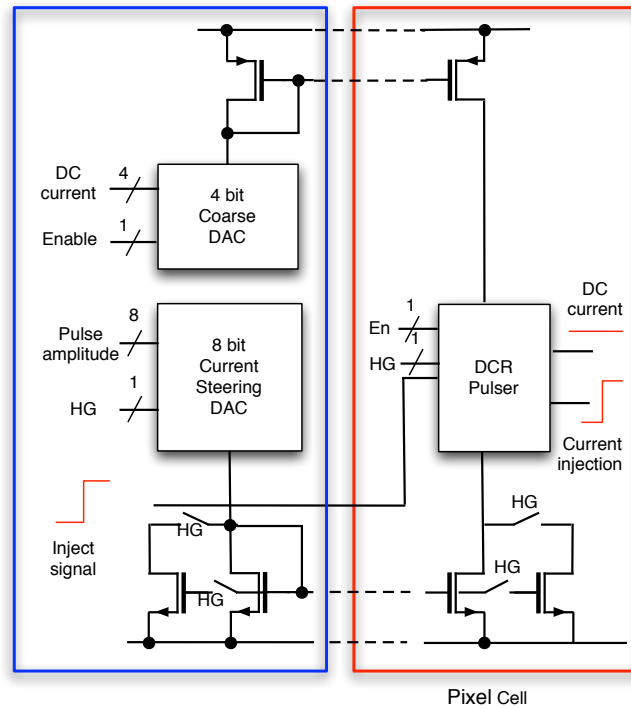 DC
current
4
Enable
1
4 bit
Coarse
DAC
Pulse
amplitude
8
HG
1
8 bit
Current
Steering
DAC
Inject
signal
HG
HG
En
1
HG
1
DCR
Pulser
DC
current
Current
injection
HG
HG
Pixel Cell